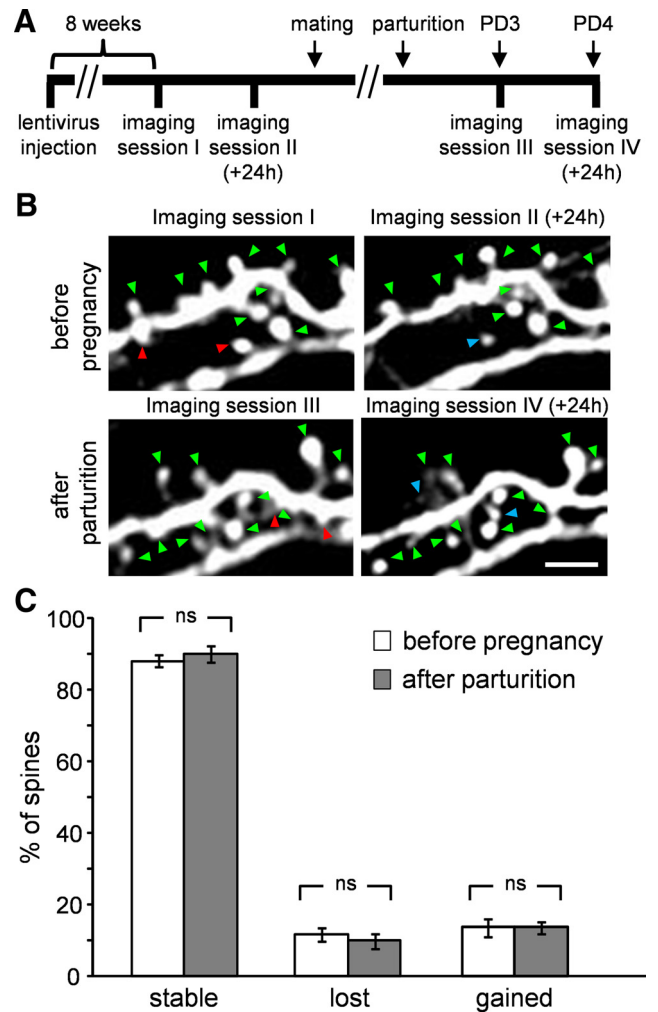 A
8 weeks
mating
parturition
PD3
PD4
lentivirus
injection
imaging
session I
imaging
session II
(+24h)
imaging
session III
imaging
session IV
(+24h)
B
Imaging session I
Imaging session II (+24h)
before
pregnancy
Imaging session III
Imaging session IV (+24h)
after
parturition
C
100
80
60
40
20
0
% of spines
ns
ns
ns
before pregnancy
after parturition
stable
lost
gained